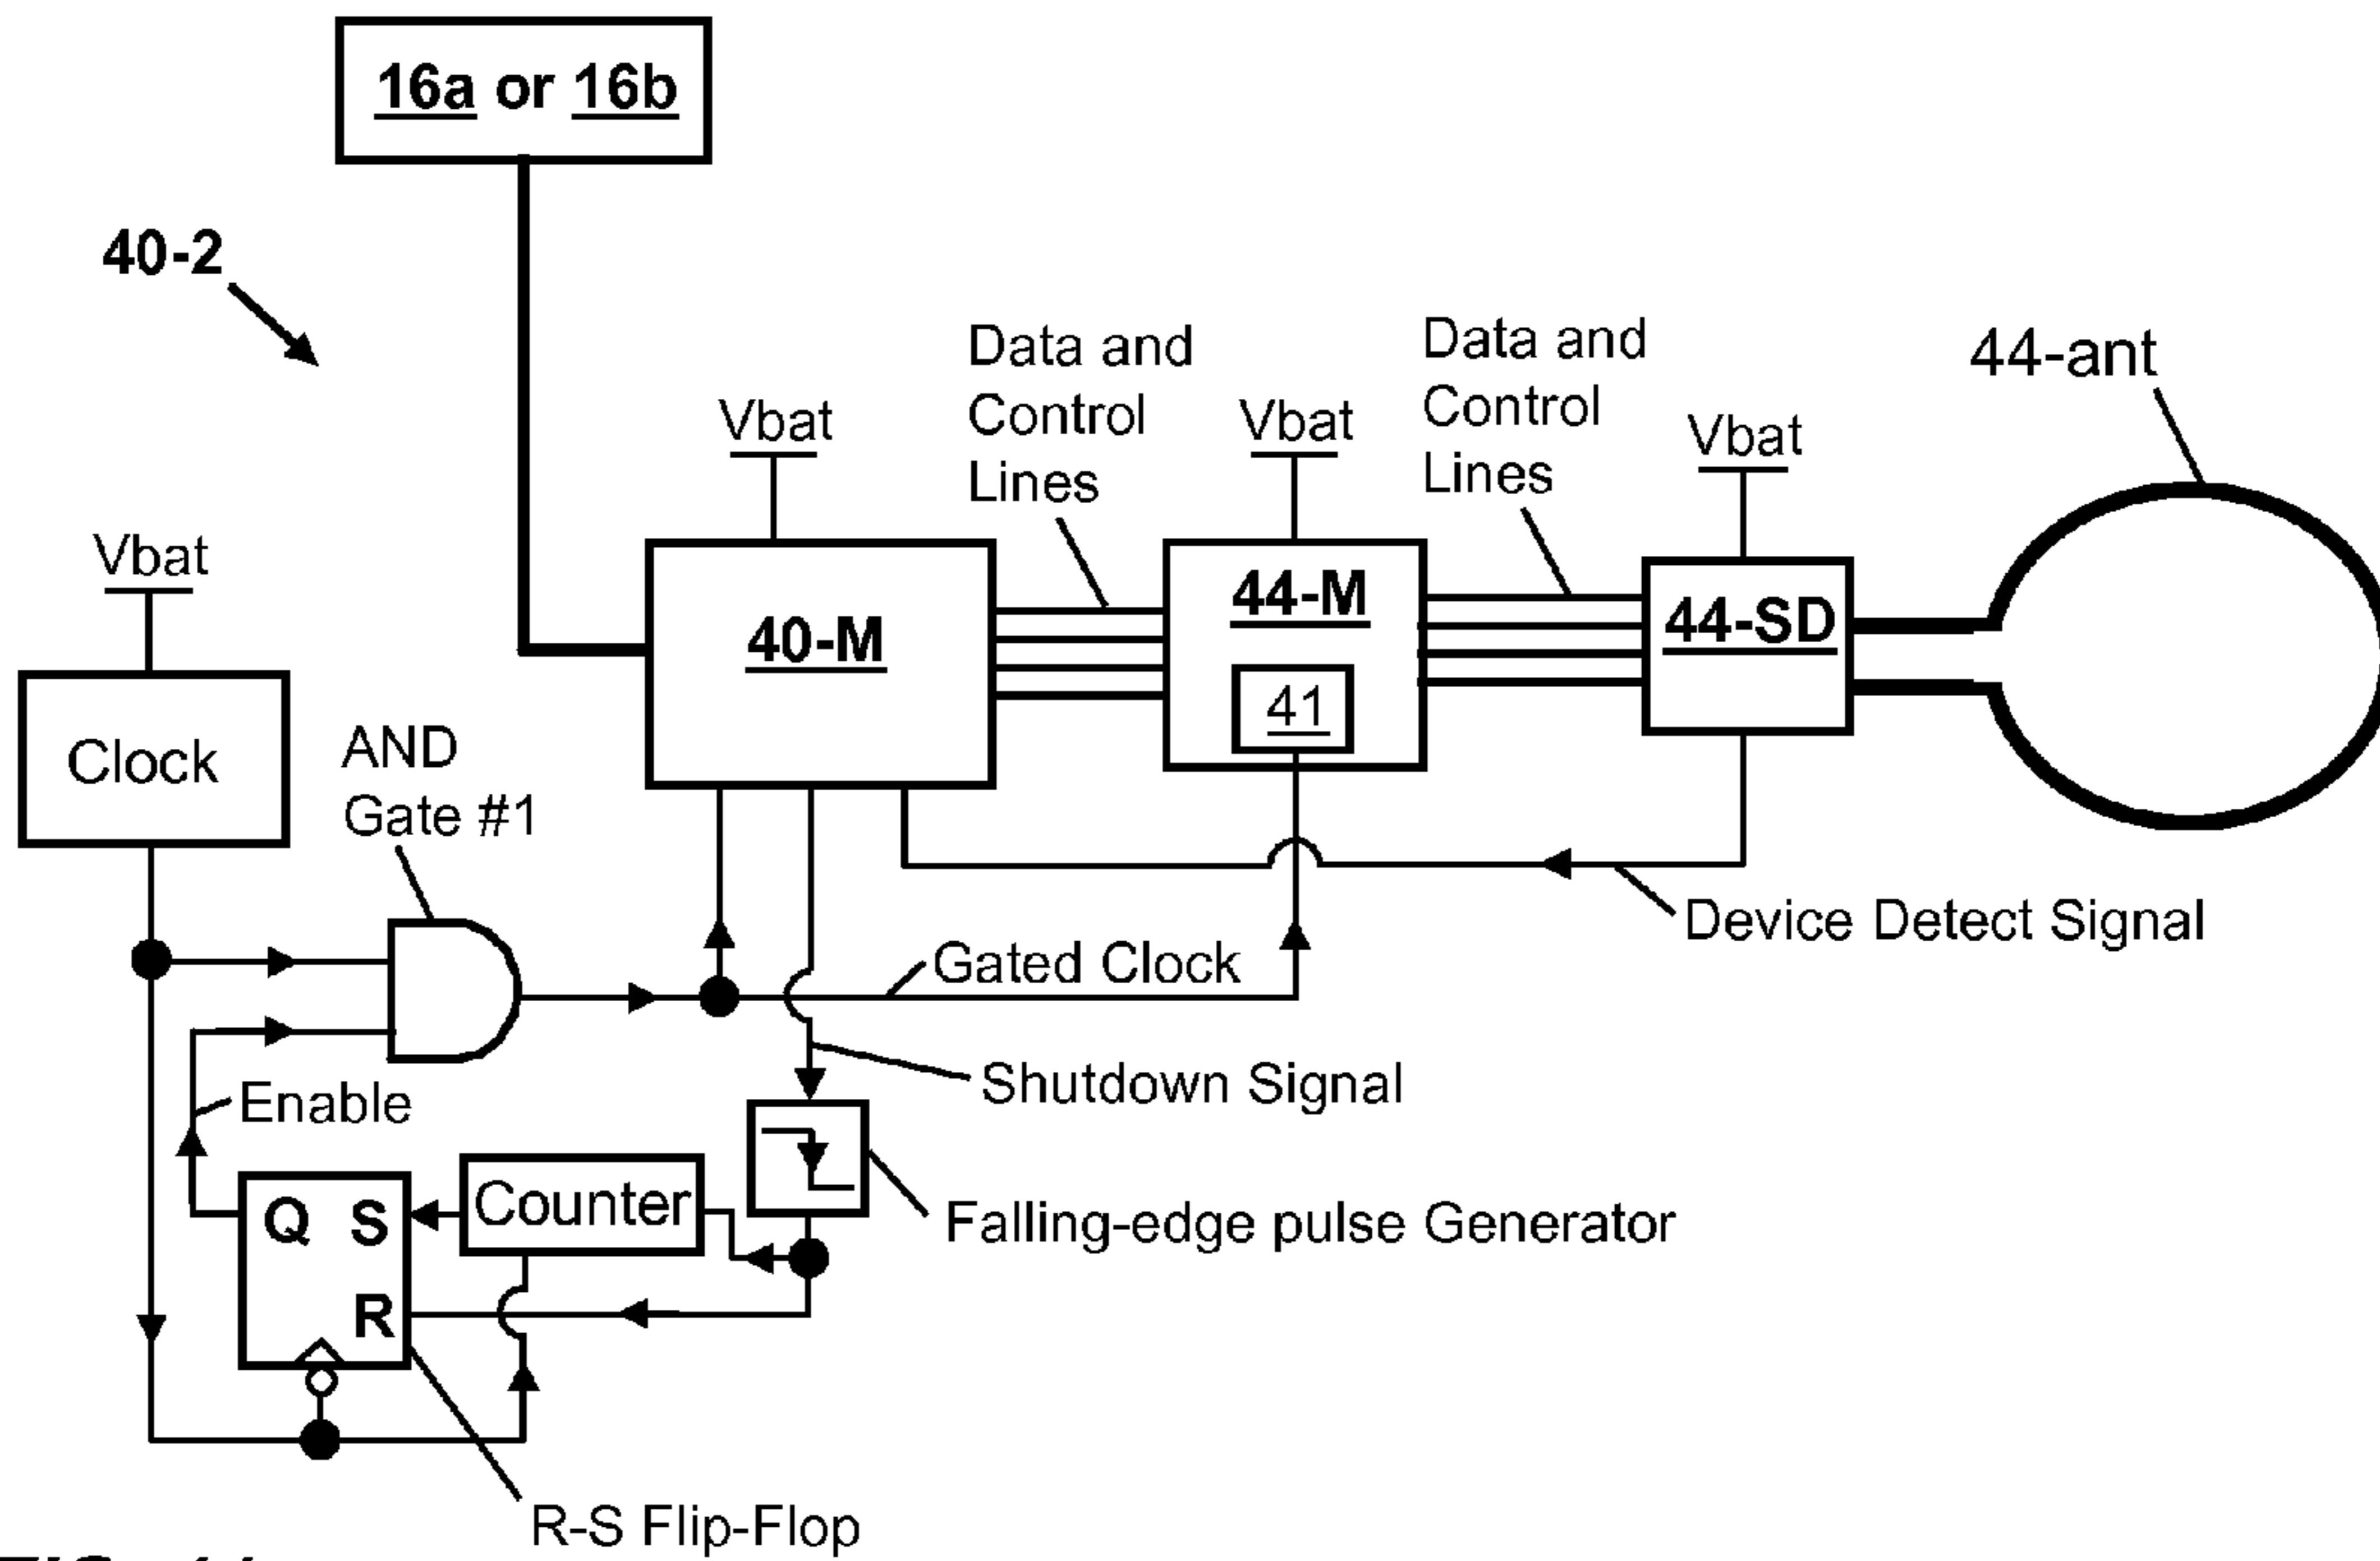 16a or 16b
40-2
Data and
Control
Lines
Data and
Control
Lines
44-ant
Vbat
Vbat
Vbat
Vbat
40-M
44-M
41
44-SD
Clock
AND
Gate #1
Device Detect Signal
Gated Clock
Shutdown Signal
Enable
Q
S
R
Counter
Falling-edge pulse Generator
R-S Flip-Flop